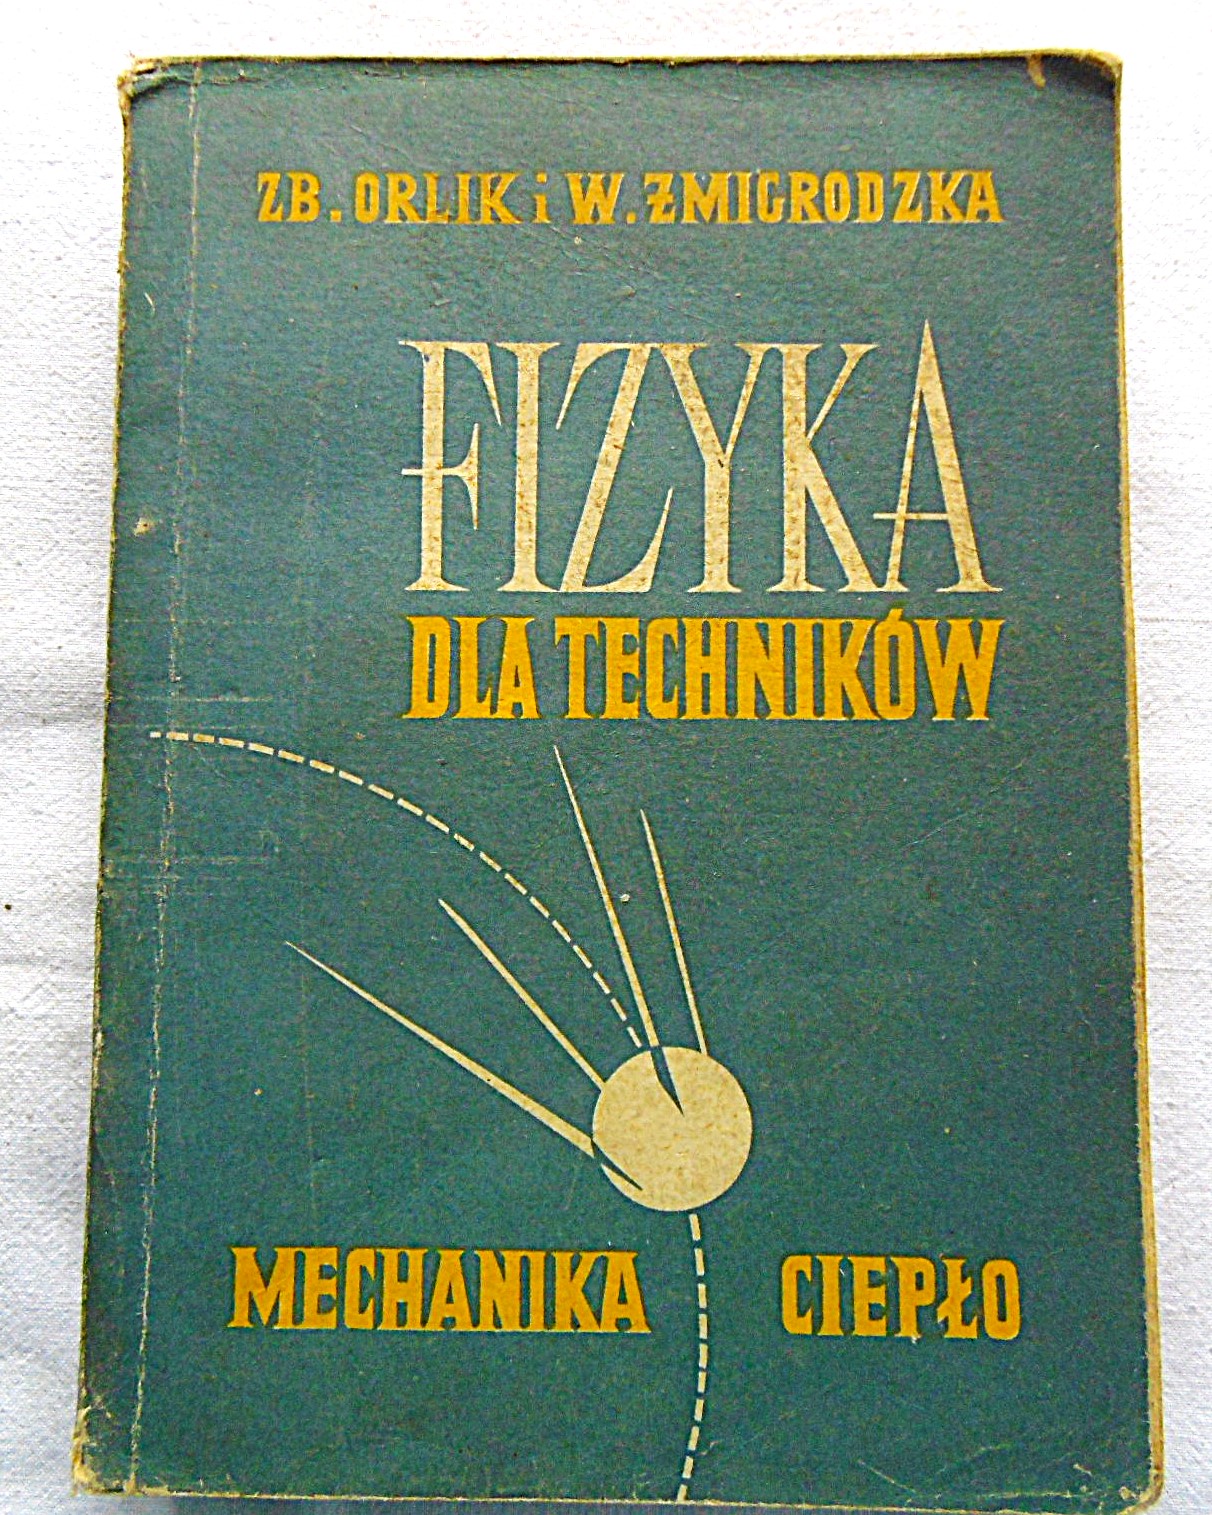 ZB. ORLIK i W. ŻMIGRODZKA
FIZYKA
DLA TECHNIKÓW
MECHANIKA CIEPŁO